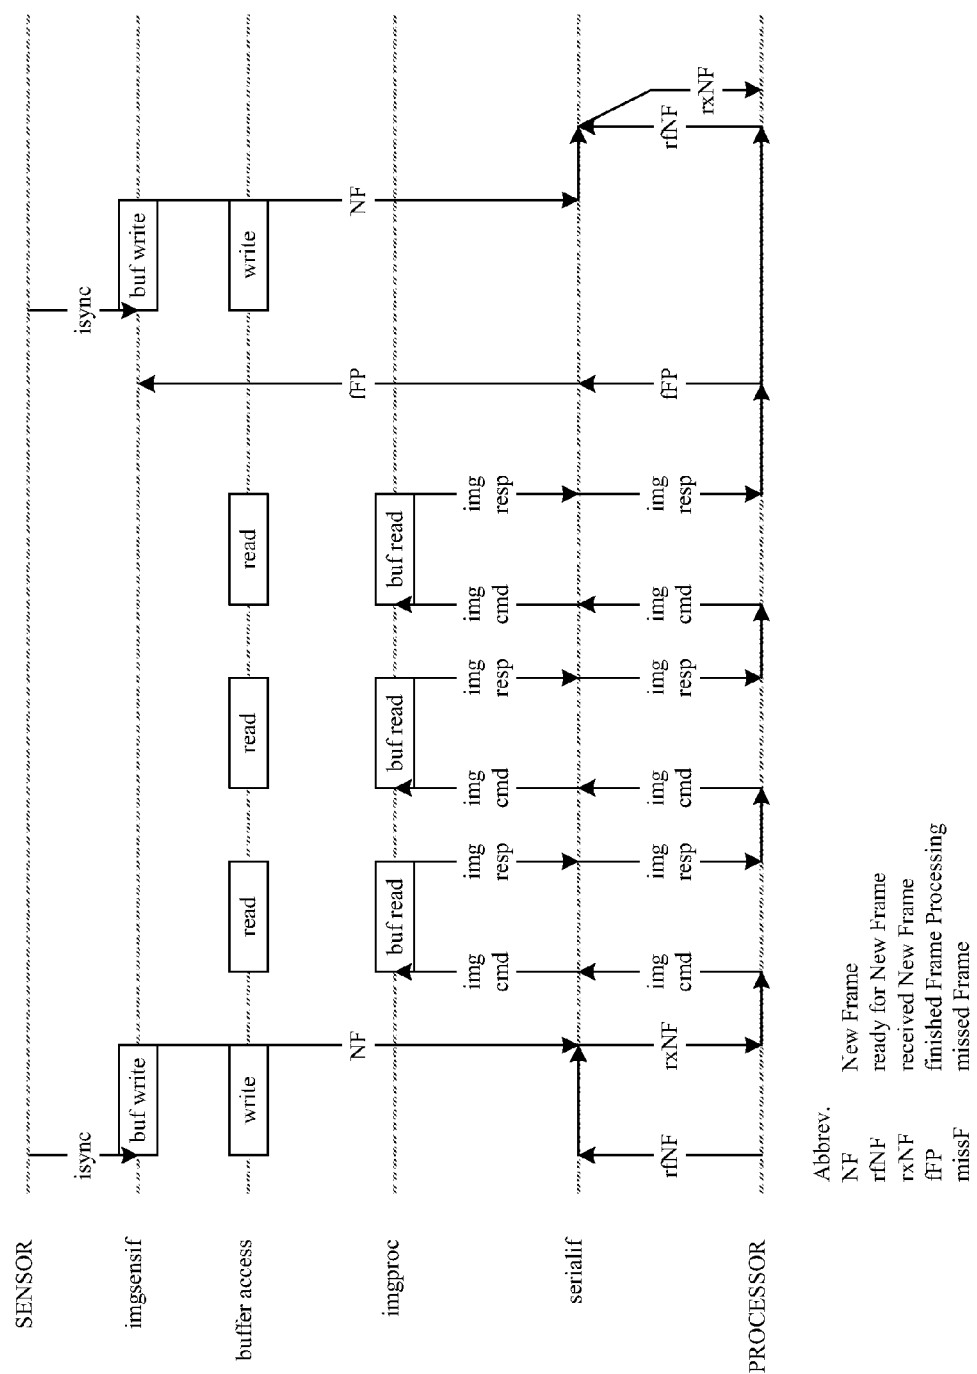 SENSOR
isync
isync
imgsensif
buf write
buf write
buffer access
write
read
read
read
write
NF
fFP
NF
imgproc
buf read
buf read
buf read
img
cmd
img
resp
img
cmd
img
resp
img
cmd
img
resp
serialif
rfNF
rxNF
img
cmd
img
resp
img
cmd
img
resp
img
cmd
img
resp
fFP
rfNF
rxNF
PROCESSOR
Abbrev.
NF New Frame
rfNF ready for New Frame
rxNF received New Frame
fFP finished Frame Processing
missF missed Frame